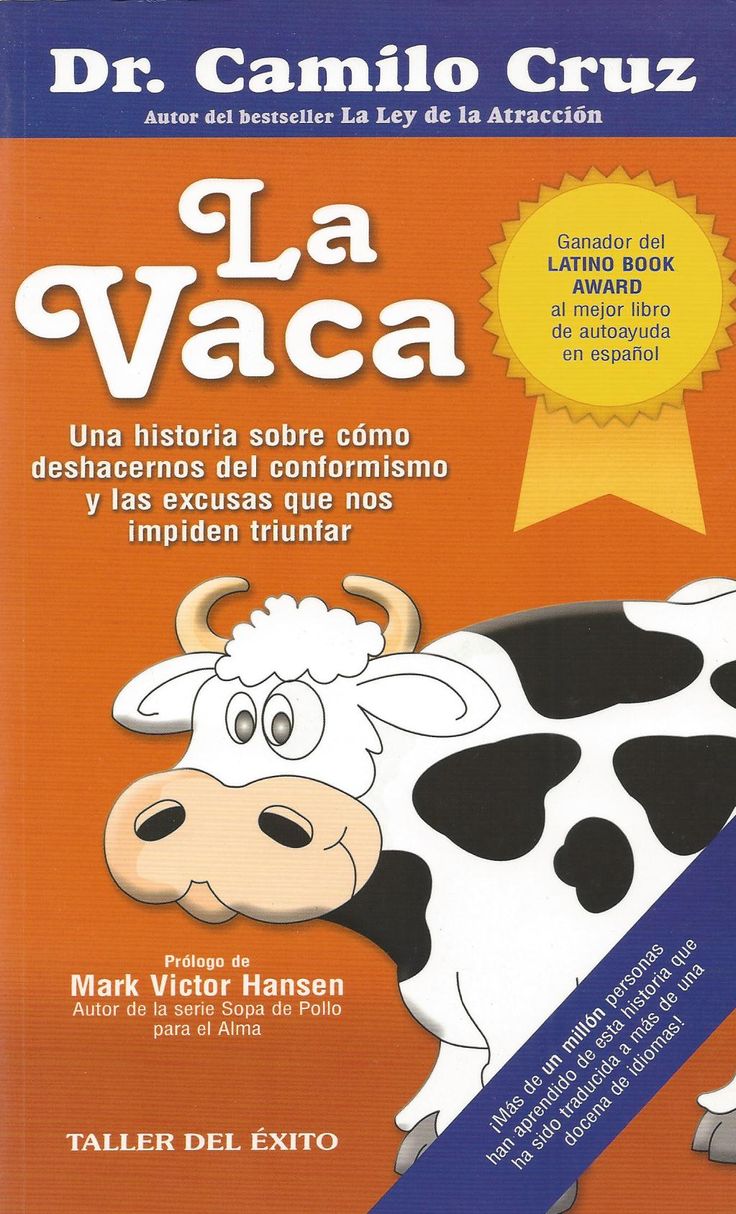 Dr. Camilo Cruz
Autor del bestseller La Ley de la Atracción
La
Vaca
Ganador del
LATINO BOOK
AWARD
al mejor libro
de autoayuda
en español
Una historia sobre cómo
deshacernos del conformismo
y las excusas que nos
impiden triunfar
Prólogo de
Mark Victor Hansen
Autor de la serie Sopa de Pollo
para el Alma
¡Más de un millón personas
han aprendido de esta historia que
ha sido traducida a más de una
docena de idiomas!
TALLER DEL ÉXITO